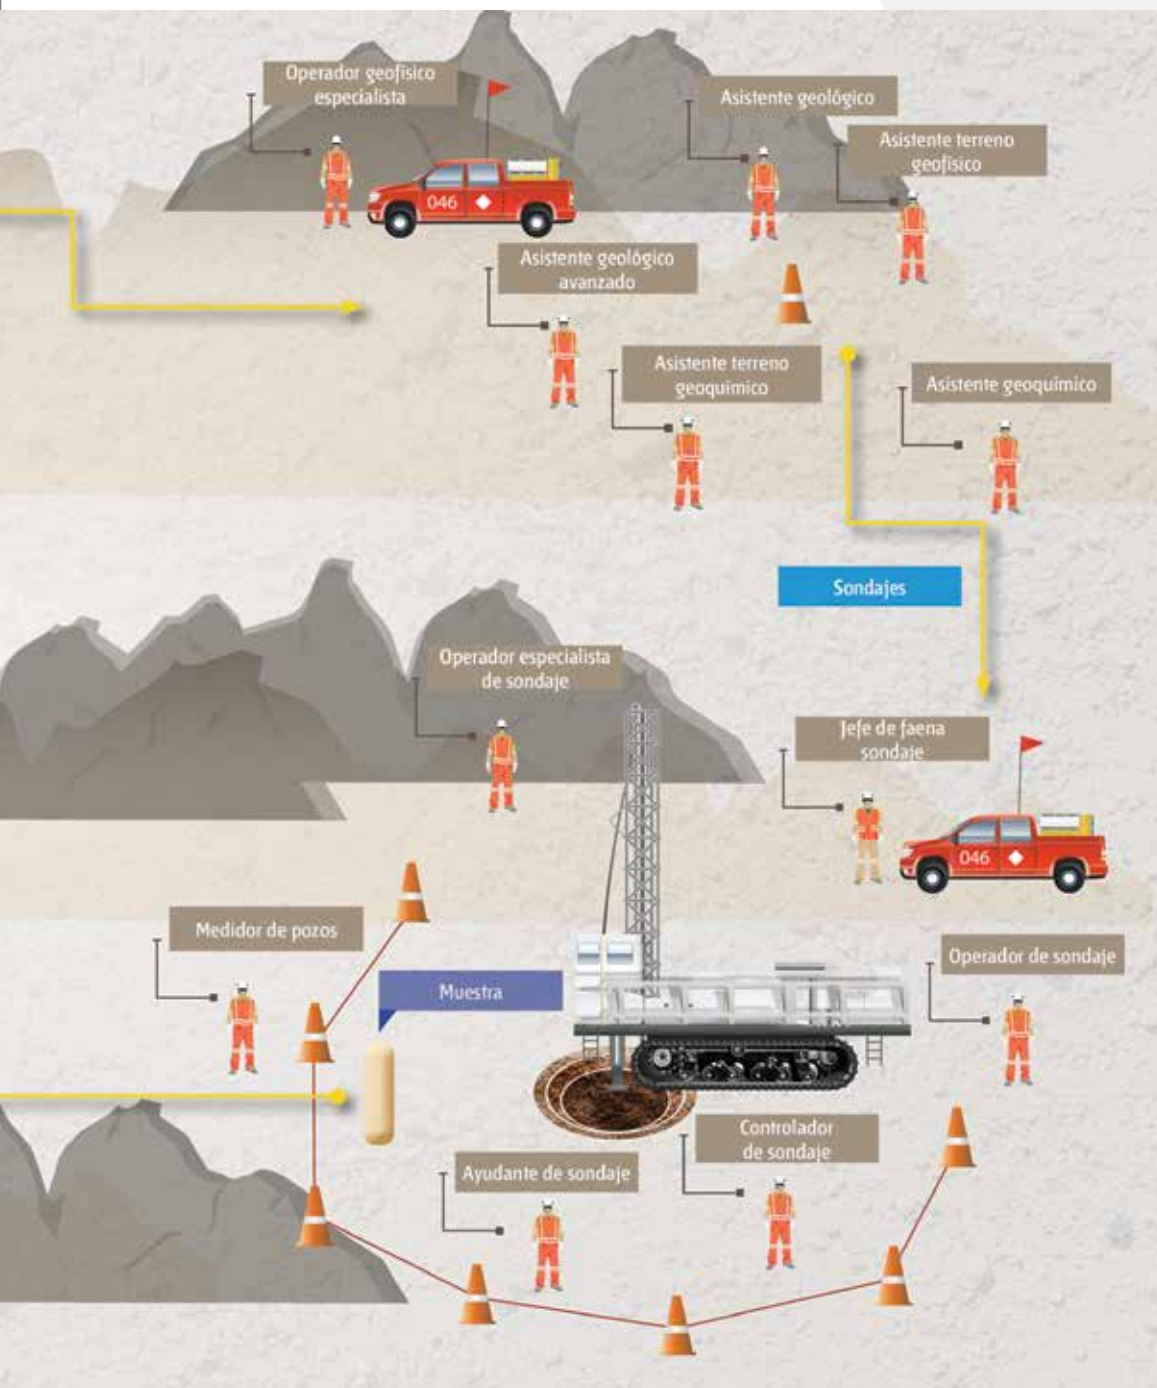 Operador geofísico
especialista
Asistente geológico
Asistente terreno
geofísico
046
Asistente geológico
avanzado
Asistente terreno
geoquímico
Asistente geoquímico
Sondajes
Operador especialista
de sondaje
Jefe de faena
sondaje
046
Medidor de pozos
Operador de sondaje
Muestra
Controlador
de sondaje
Ayudante de sondaje